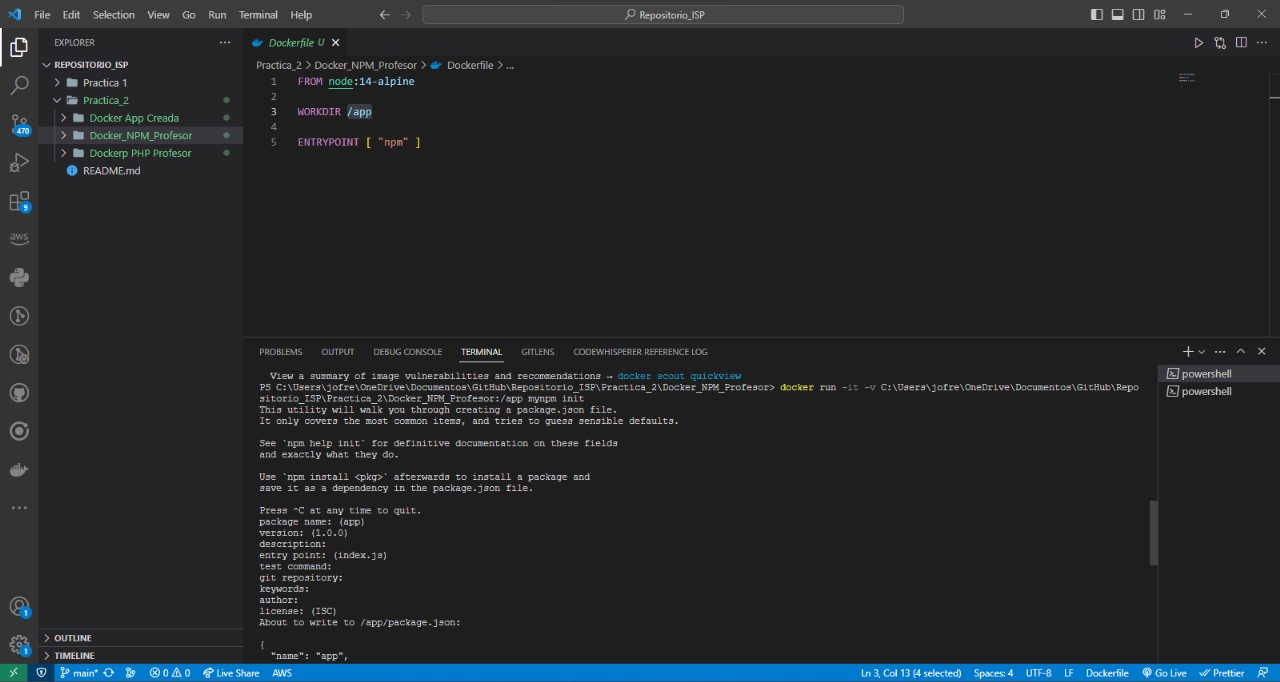 File Edit Selection View Go Run Terminal Help
Repositorio_ISP
EXPLORER
REPOSITORIO_ISP
Practica 1
Practica_2
Docker App Creada
Docker_NPM_Profesor
Dockerp PHP Profesor
README.md
OUTLINE
TIMELINE
470
9
aws
1
1
Dockerfile U
Practica_2 > Docker_NPM_Profesor > Dockerfile > ...
1 FROM node:14-alpine
2
3 WORKDIR /app
4
5 ENTRYPOINT [ "npm" ]
PROBLEMS OUTPUT DEBUG CONSOLE TERMINAL GITLENS CODEWHISPERER REFERENCE LOG
View a summary of image vulnerabilities and recommendations → docker scout quickview
PS C:\Users\jofre\OneDrive\Documentos\GitHub\Repositorio_ISP\Practica_2\Docker_NPM_Profesor> docker run -it -v C:\Users\jofre\OneDrive\Documentos\GitHub\Repo
sitorio_ISP\Practica_2\Docker_NPM_Profesor:/app mynpm init
This utility will walk you through creating a package.json file.
It only covers the most common items, and tries to guess sensible defaults.
See `npm help init` for definitive documentation on these fields
and exactly what they do.
Use `npm install <pkg>` afterwards to install a package and
save it as a dependency in the package.json file.
Press ^C at any time to quit.
package name: (app)
version: (1.0.0)
description:
entry point: (index.js)
test command:
git repository:
keywords:
author:
license: (ISC)
About to write to /app/package.json:
{
"name": "app",
powershell
powershell
main* 0 0 Live Share AWS
Ln 3, Col 13 (4 selected) Spaces: 4 UTF-8 LF Dockerfile Go Live Prettier